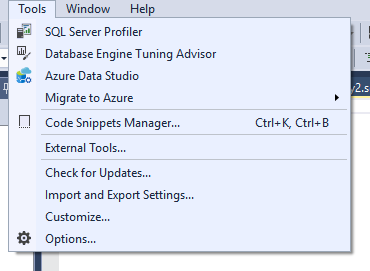 Tools Window Help
SQL Server Profiler
Database Engine Tuning Advisor
Azure Data Studio
Migrate to Azure
Code Snippets Manager... Ctrl+K, Ctrl+B
External Tools...
Check for Updates...
Import and Export Settings...
Customize...
Options...
y2.s